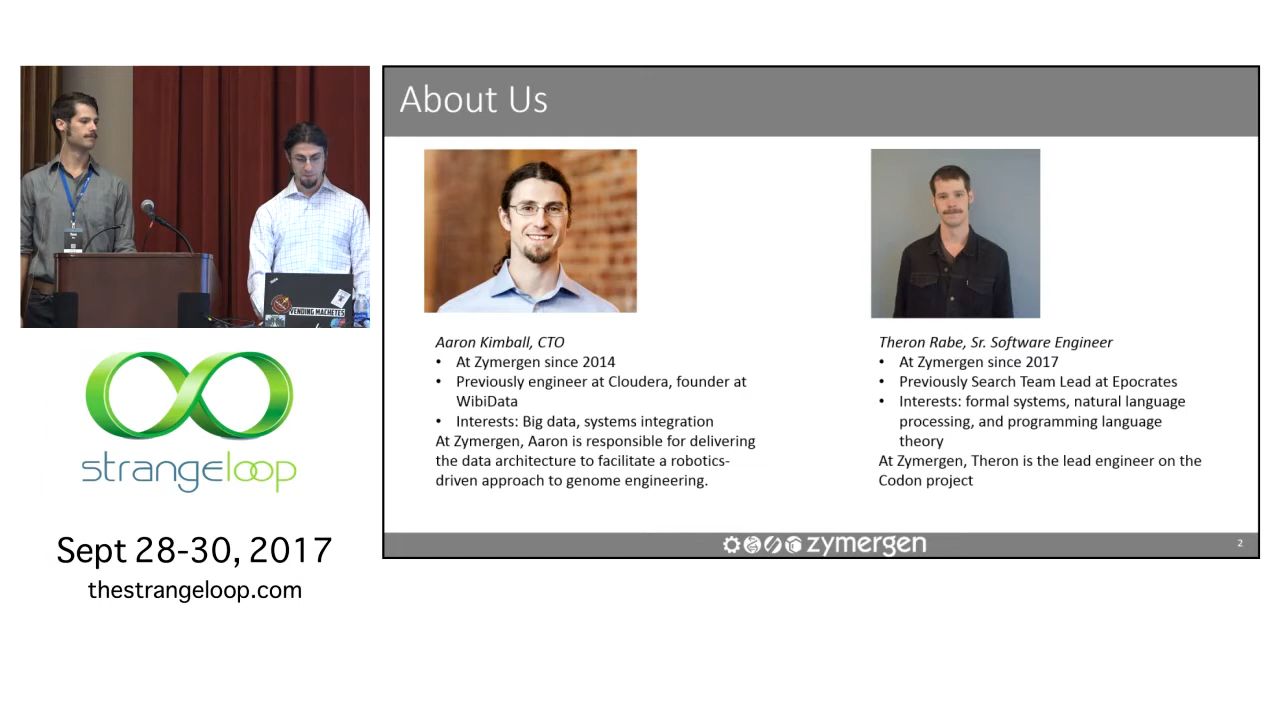 About Us
VENDING MACHETES
Aaron Kimball, CTO
• At Zymergen since 2014
• Previously engineer at Cloudera, founder at
WibiData
• Interests: Big data, systems integration
At Zymergen, Aaron is responsible for delivering
the data architecture to facilitate a robotics-
driven approach to genome engineering.
Theron Rabe, Sr. Software Engineer
• At Zymergen since 2017
• Previously Search Team Lead at Epocrates
• Interests: formal systems, natural language
processing, and programming language
theory
At Zymergen, Theron is the lead engineer on the
Codon project
zymergen
2
strangeloop
Sept 28-30, 2017
thestrangeloop.com